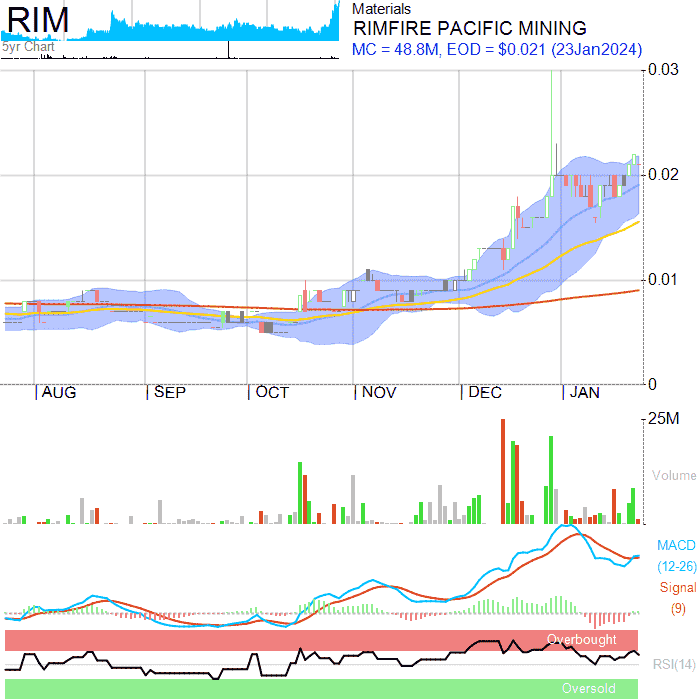 RIM
5yr Chart
Materials
RIMFIRE PACIFIC MINING
MC = 48.8M, EOD = $0.021 (23Jan2024)
0.03
0.02
0.01
0
AUG SEP OCT NOV DEC JAN
25M
Volume
MACD
(12-26)
Signal
(9)
Overbought
RSI(14)
Oversold